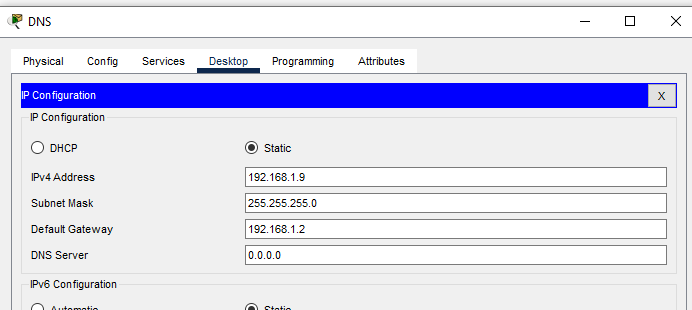 DNS
Physical Config Services Desktop Programming Attributes
IP Configuration X
IP Configuration
DHCP Static
IPv4 Address 192.168.1.9
Subnet Mask 255.255.255.0
Default Gateway 192.168.1.2
DNS Server 0.0.0.0
IPv6 Configuration
Automatic Static